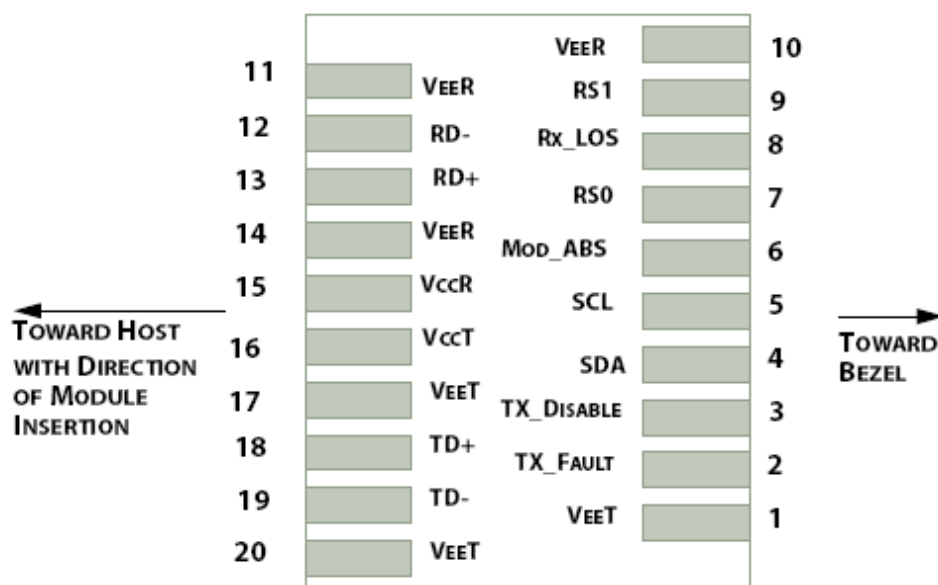 VEER 10
11 VEER
RS1 9
12 RD-
RX_LOS 8
13 RD+
RS0 7
14 VEER
MOD_ABS 6
15 VCCR
SCL 5
TOWARD HOST
WITH DIRECTION
OF MODULE
INSERTION
TOWARD
BEZEL
16 VCCT
SDA 4
17 VEET
TX_DISABLE 3
18 TD+
TX_FAULT 2
19 TD-
VEET 1
20 VEET